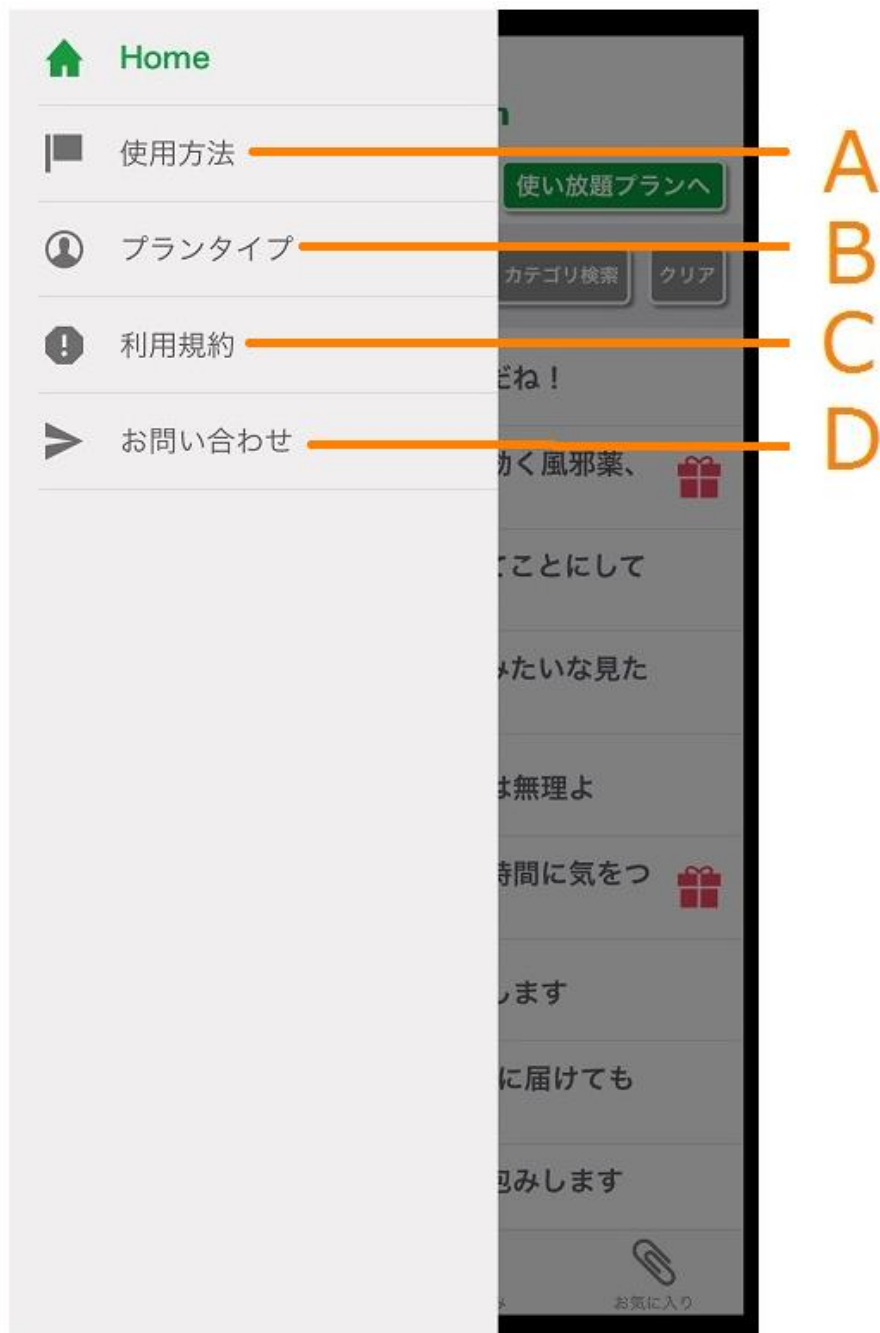 Home
使用方法
A
使い放題プランへ
プランタイプ
B
カテゴリ検索
クリア
利用規約
C
だね！
お問い合わせ
D
効く風邪薬、
てことにして
みたいな見た
は無理よ
時間に気をつ
します
に届けても
包みします
お気に入り